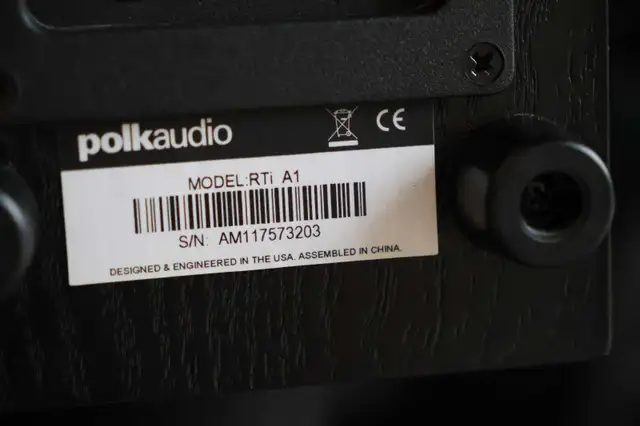 polkaudio
CE
MODEL:RTi A1
S/N: AM117573203
DESIGNED & ENGINEERED IN THE USA. ASSEMBLED IN CHINA.